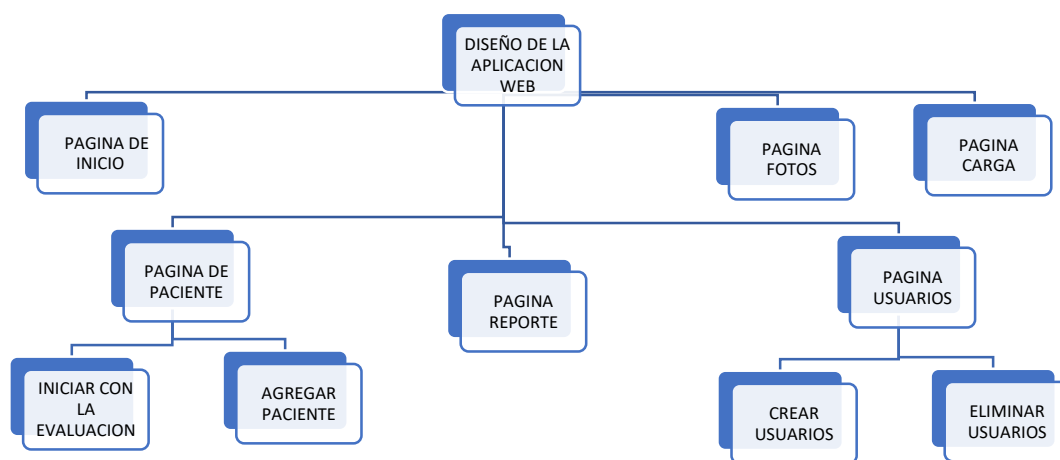 DISEÑO DE LA
APLICACION
WEB
PAGINA DE
INICIO
PAGINA
FOTOS
PAGINA
CARGA
PAGINA DE
PACIENTE
PAGINA
REPORTE
PAGINA
USUARIOS
INICIAR CON
LA
EVALUACION
AGREGAR
PACIENTE
CREAR
USUARIOS
ELIMINAR
USUARIOS